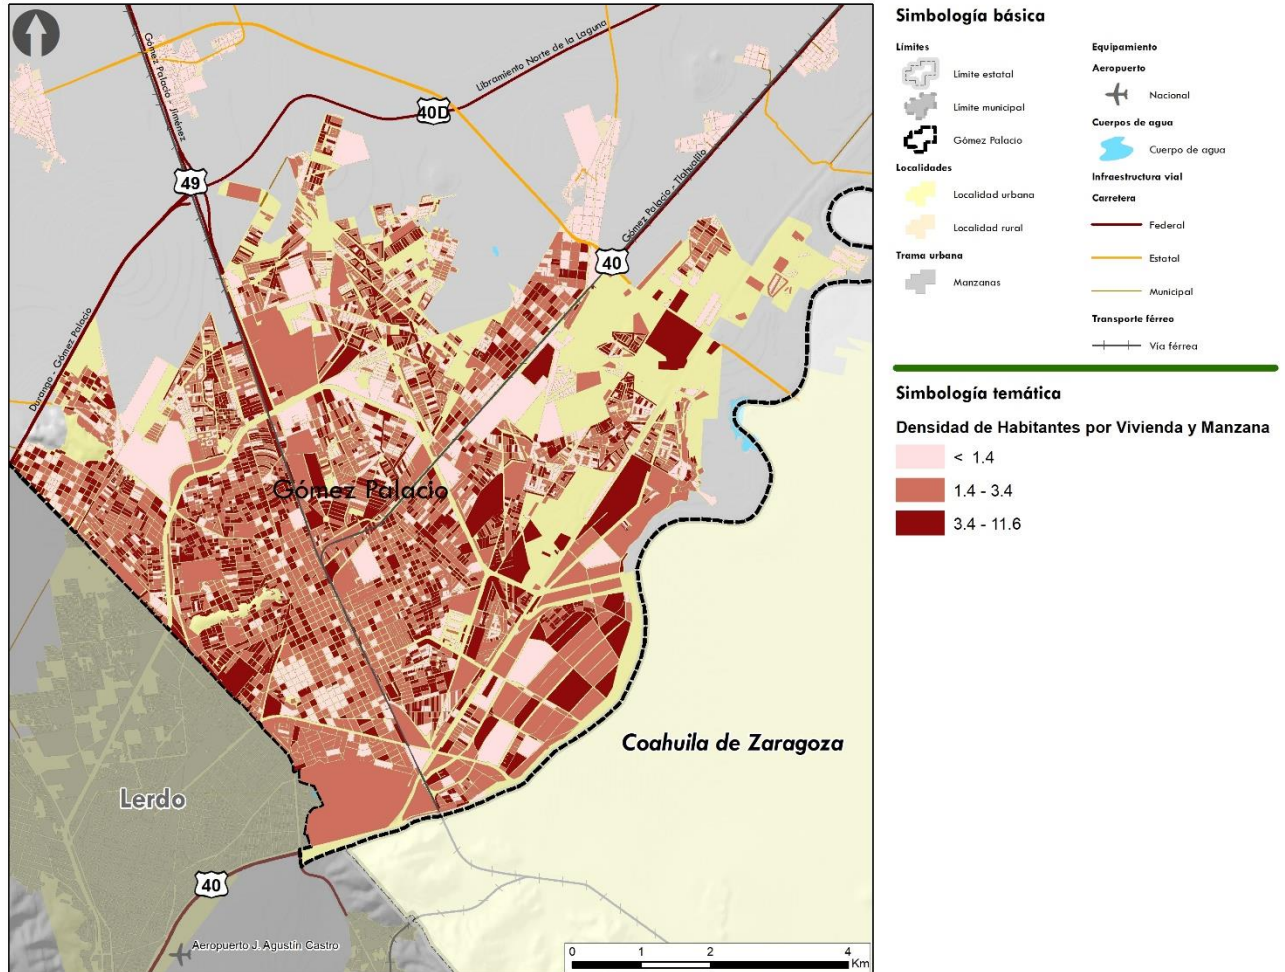 Gómez Palacio - Jiménez
Libramiento Norte de la Laguna
40D
49
Gómez Palacio - Tlahualilo
40
Durango - Gómez Palacio
Gómez Palacio
Coahuila de Zaragoza
Lerdo
40
Aeropuerto J. Agustín Castro
0 1 2 4
Km
Simbología básica
Límites
Límite estatal
Límite municipal
Gómez Palacio
Localidades
Localidad urbana
Localidad rural
Trama urbana
Manzanas
Equipamiento
Aeropuerto
Nacional
Cuerpos de agua
Cuerpo de agua
Infraestructura vial
Carretera
Federal
Estatal
Municipal
Transporte férreo
Vía férrea
Simbología temática
Densidad de Habitantes por Vivienda y Manzana
< 1.4
1.4 - 3.4
3.4 - 11.6